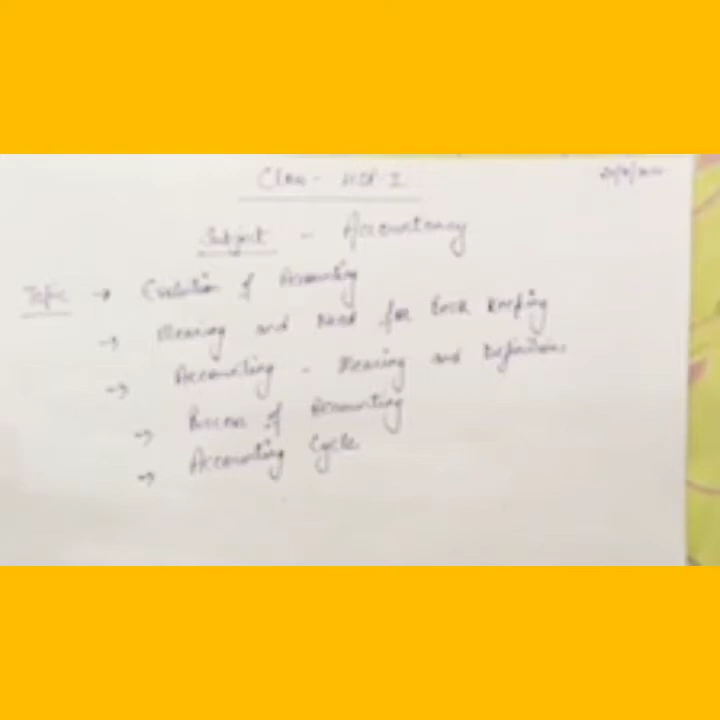 Class -
Subject - Accountancy
Topic → Evolution of Accounting
→ Meaning and Need for Book Keeping
→ Accounting - Meaning and Definitions
→ Process of Accounting
→ Accounting Cycle